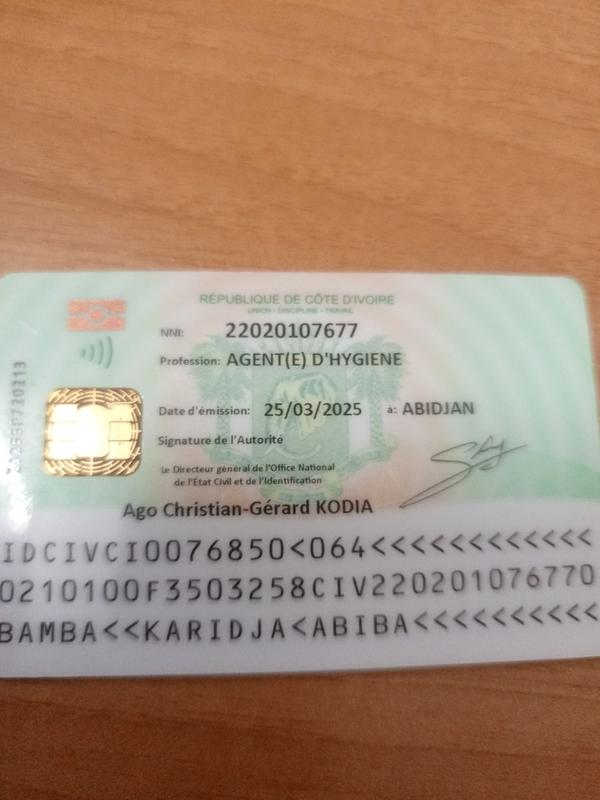 RÉPUBLIQUE DE CÔTE D'IVOIRE
UNION - DISCIPLINE - TRAVAIL
NNI: 22020107677
Profession: AGENT(E) D'HYGIENE
Date d'émission: 25/03/2025 à: ABIDJAN
Signature de l'Autorité
Le Directeur général de l'Office National
de l'État Civil et de l'Identification
Ago Christian-Gérard KODIA
IDCIVCI0076850<064<<<<<<<<<<<<
0210100F3503258CIV220201076770
BAMBA<<KARIDJA<ABIBA<<<<<<<<<<